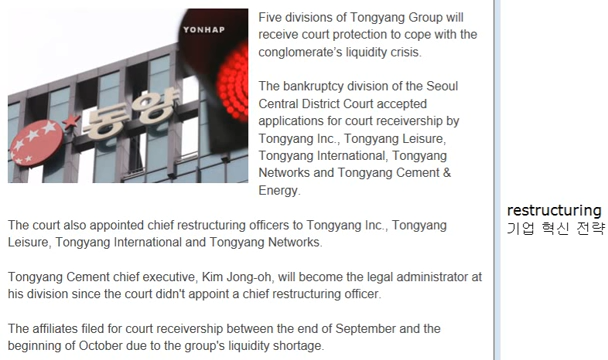 YONHAP
동양
Five divisions of Tongyang Group will
receive court protection to cope with the
conglomerate's liquidity crisis.
The bankruptcy division of the Seoul
Central District Court accepted
applications for court receivership by
Tongyang Inc., Tongyang Leisure,
Tongyang International, Tongyang
Networks and Tongyang Cement &
Energy.
The court also appointed chief restructuring officers to Tongyang Inc., Tongyang
Leisure, Tongyang International and Tongyang Networks.
Tongyang Cement chief executive, Kim Jong-oh, will become the legal administrator at
his division since the court didn't appoint a chief restructuring officer.
The affiliates filed for court receivership between the end of September and the
beginning of October due to the group's liquidity shortage.
restructuring
기업 혁신 전략